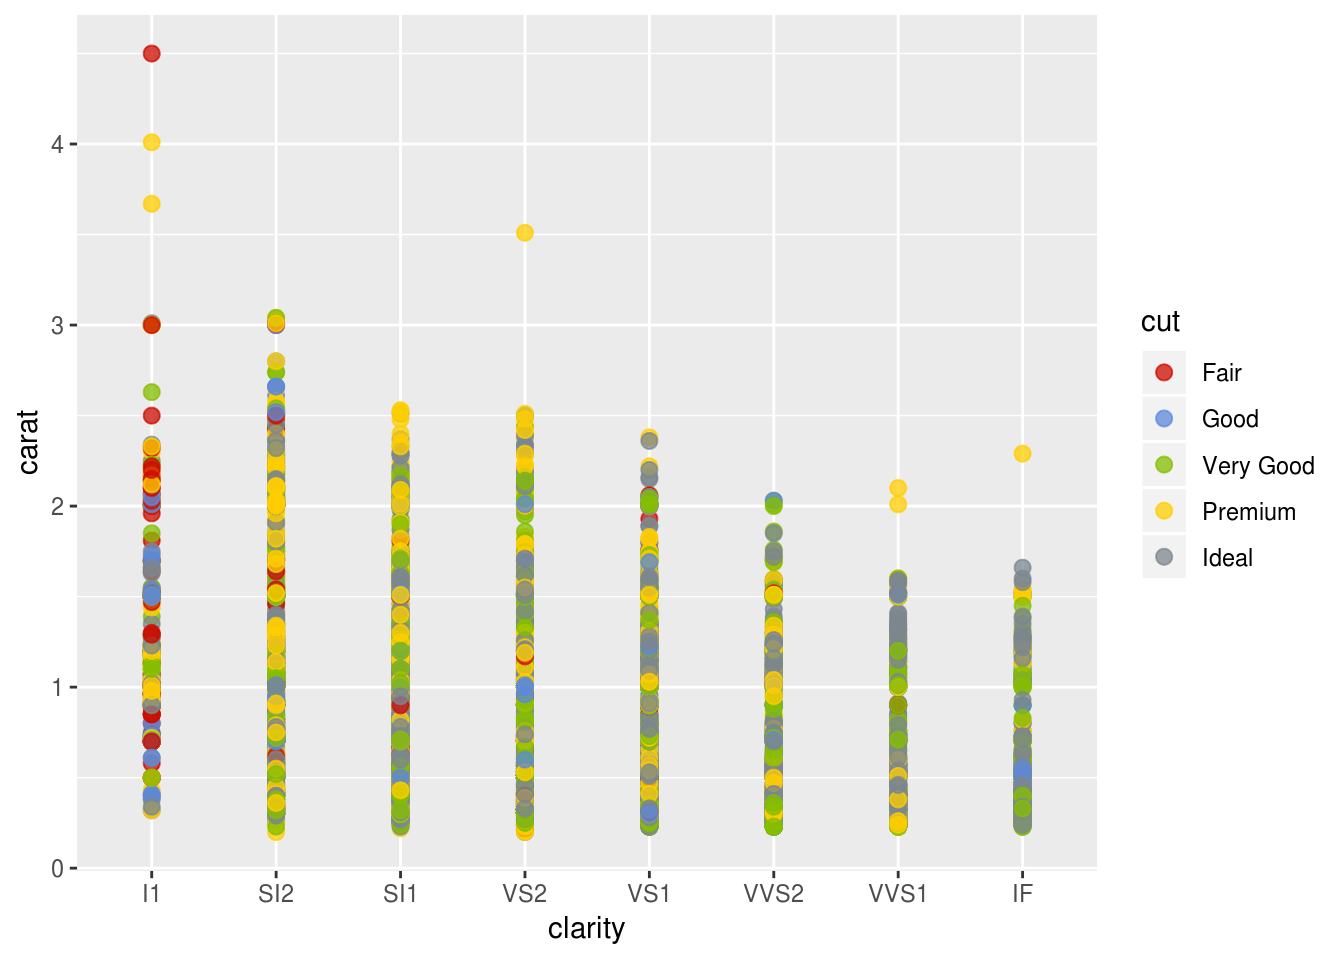 4
3
2
1
0
carat
I1 SI2 SI1 VS2 VS1 VVS2 VVS1 IF
clarity
cut
Fair
Good
Very Good
Premium
Ideal